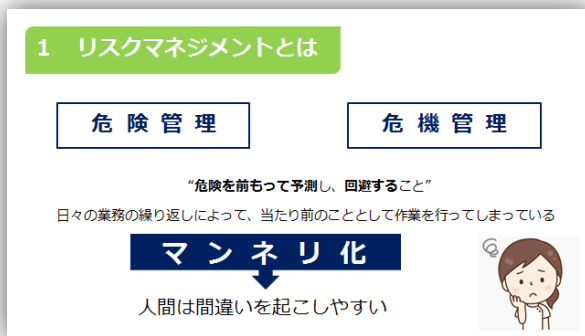 1 リスクマネジメントとは
危険管理
危機管理
“危険を前もって予測し、回避すること”
日々の業務の繰り返しによって、当たり前のこととして作業を行ってしまっている
マンネリ化
人間は間違いを起こしやすい